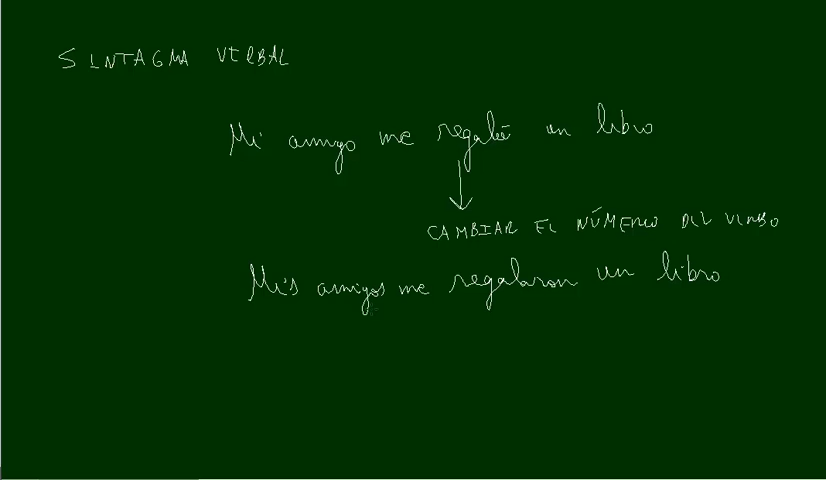 SINTAGMA VERBAL
Mi amigo me regaló un libro
CAMBIAR EL NÚMERO DEL VERBO
Mis amigos me regalaron un libro